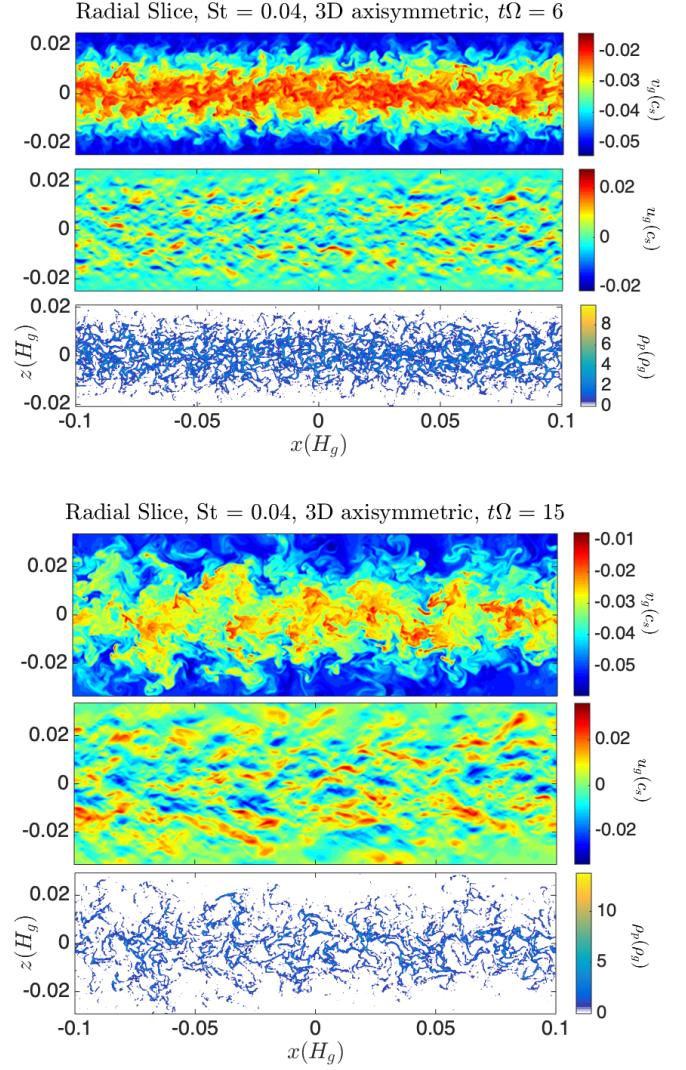 Radial Slice, St = 0.04, 3D axisymmetric, tΩ = 6
0.02
0
-0.02
-0.02
-0.03
-0.04
-0.05
v_g(c_s)
0.02
0
-0.02
0.02
0
-0.02
u_g(c_s)
0.02
0
-0.02
z(H_g)
8
6
4
2
0
ρ_p(ρ_g)
-0.1 -0.05 0 0.05 0.1
x(H_g)
Radial Slice, St = 0.04, 3D axisymmetric, tΩ = 15
0.02
0
-0.02
-0.01
-0.02
-0.03
-0.04
-0.05
v_g(c_s)
0.02
0
-0.02
0.02
0
-0.02
u_g(c_s)
0.02
0
-0.02
z(H_g)
10
5
0
ρ_p(ρ_g)
-0.1 -0.05 0 0.05 0.1
x(H_g)